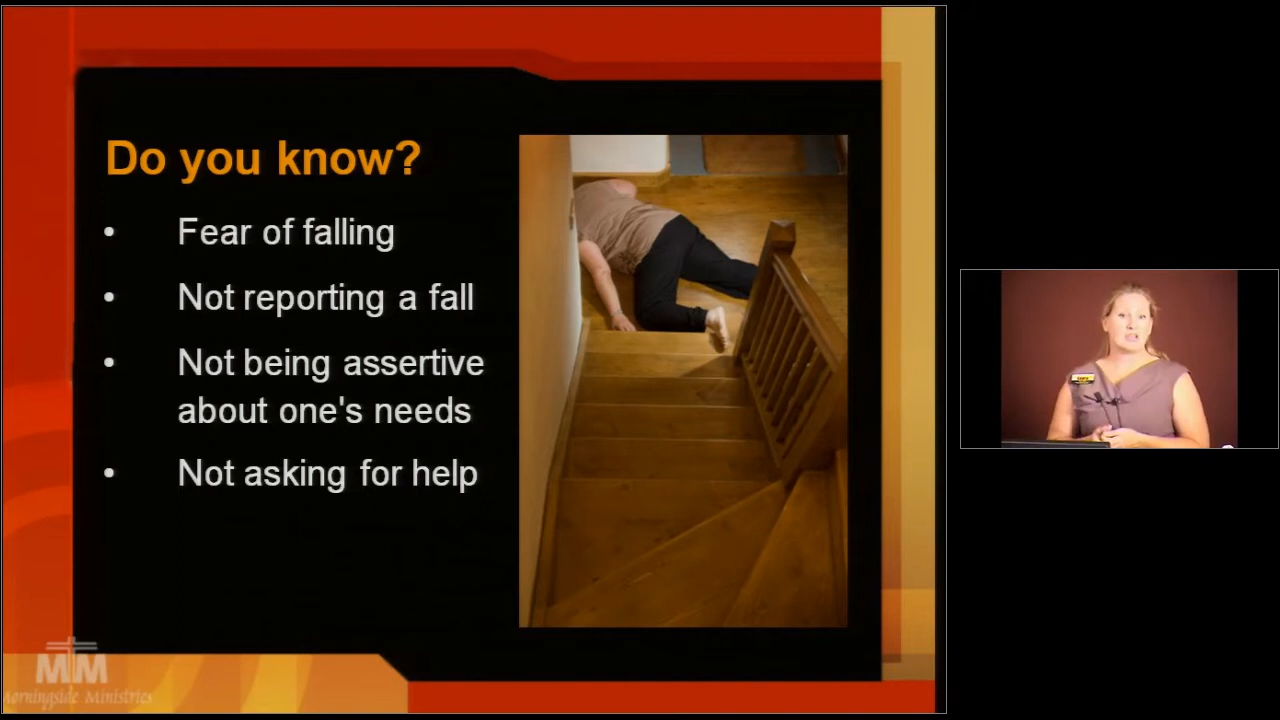 Do you know?
• Fear of falling
• Not reporting a fall
• Not being assertive
about one's needs
• Not asking for help
MM
Morningside Ministries